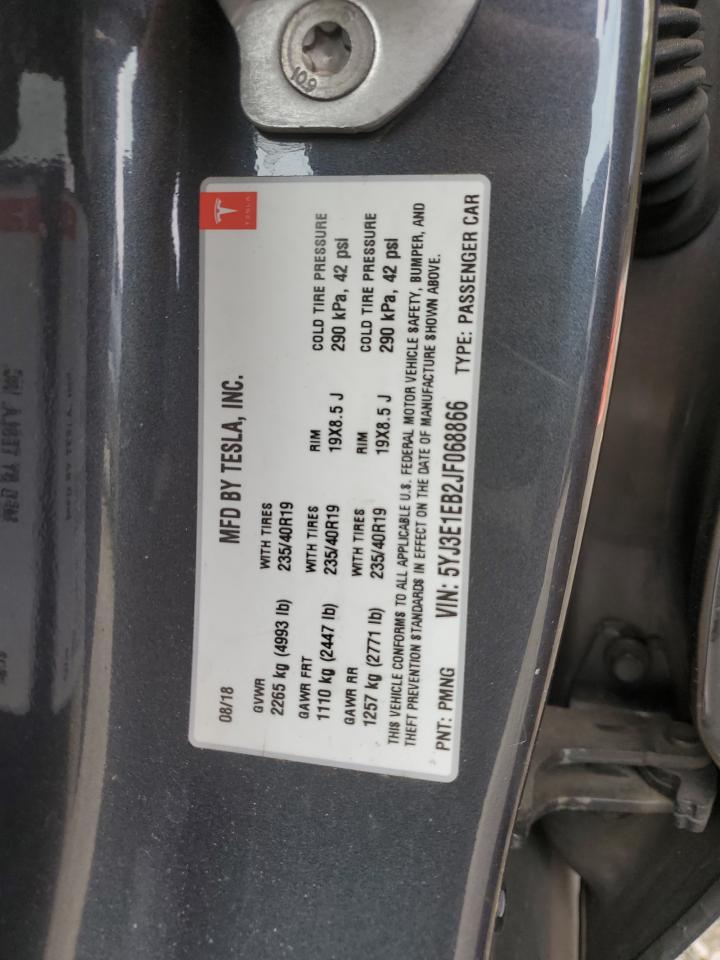 10.9
TESLA
08/18 MFD BY TESLA, INC.
GVWR WITH TIRES
2265 kg (4993 lb) 235/40R19
GAWR FRT WITH TIRES RIM COLD TIRE PRESSURE
1110 kg (2447 lb) 235/40R19 19X8.5 J 290 kPa, 42 psi
GAWR RR WITH TIRES RIM COLD TIRE PRESSURE
1257 kg (2771 lb) 235/40R19 19X8.5 J 290 kPa, 42 psi
THIS VEHICLE CONFORMS TO ALL APPLICABLE U.S. FEDERAL MOTOR VEHICLE SAFETY, BUMPER, AND
THEFT PREVENTION STANDARDS IN EFFECT ON THE DATE OF MANUFACTURE SHOWN ABOVE.
PNT: PMNG VIN: 5YJ3E1EB2JF068866 TYPE: PASSENGER CAR